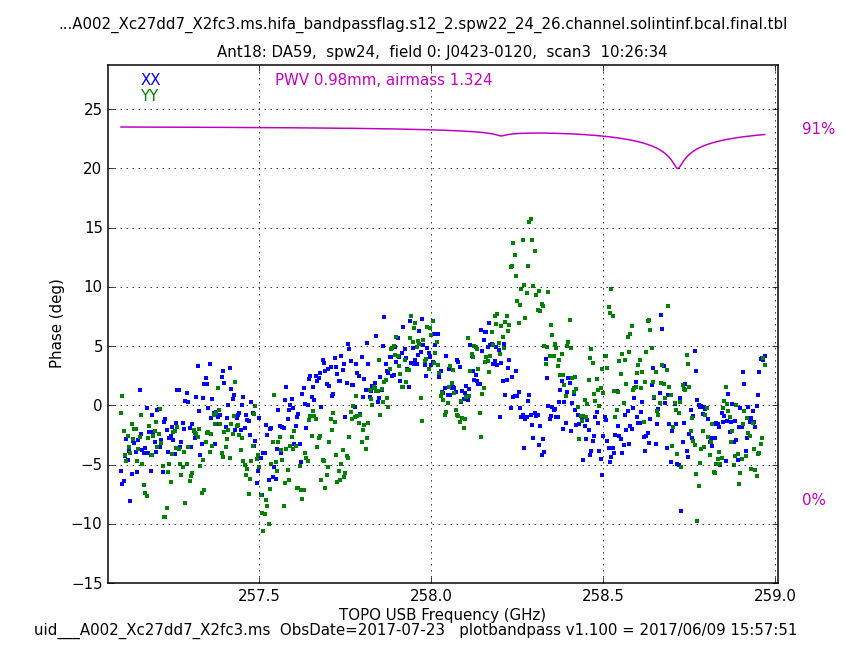 ...A002_Xc27dd7_X2fc3.ms.hifa_bandpassflag.s12_2.spw22_24_26.channel.solintinf.bcal.final.tbl
Ant18: DA59, spw24, field 0: J0423-0120, scan3 10:26:34
XX
PWV 0.98mm, airmass 1.324
YY
25
91%
20
15
10
5
0
−5
−10
−15
0%
Phase (deg)
257.5 258.0 258.5 259.0
TOPO USB Frequency (GHz)
uid___A002_Xc27dd7_X2fc3.ms ObsDate=2017-07-23 plotbandpass v1.100 = 2017/06/09 15:57:51